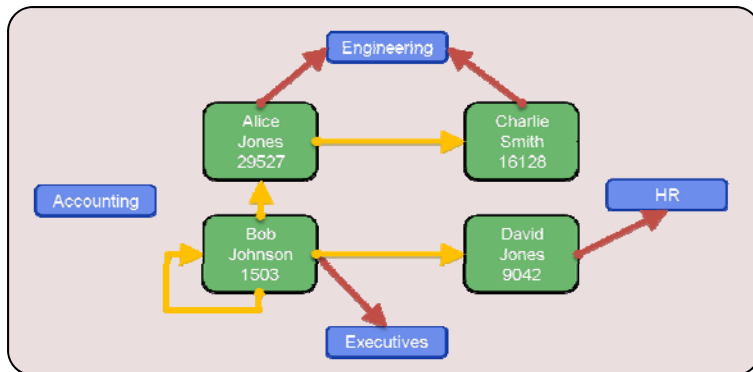 Engineering
Alice
Jones
29527
Charlie
Smith
16128
Accounting
HR
Bob
Johnson
1503
David
Jones
9042
Executives